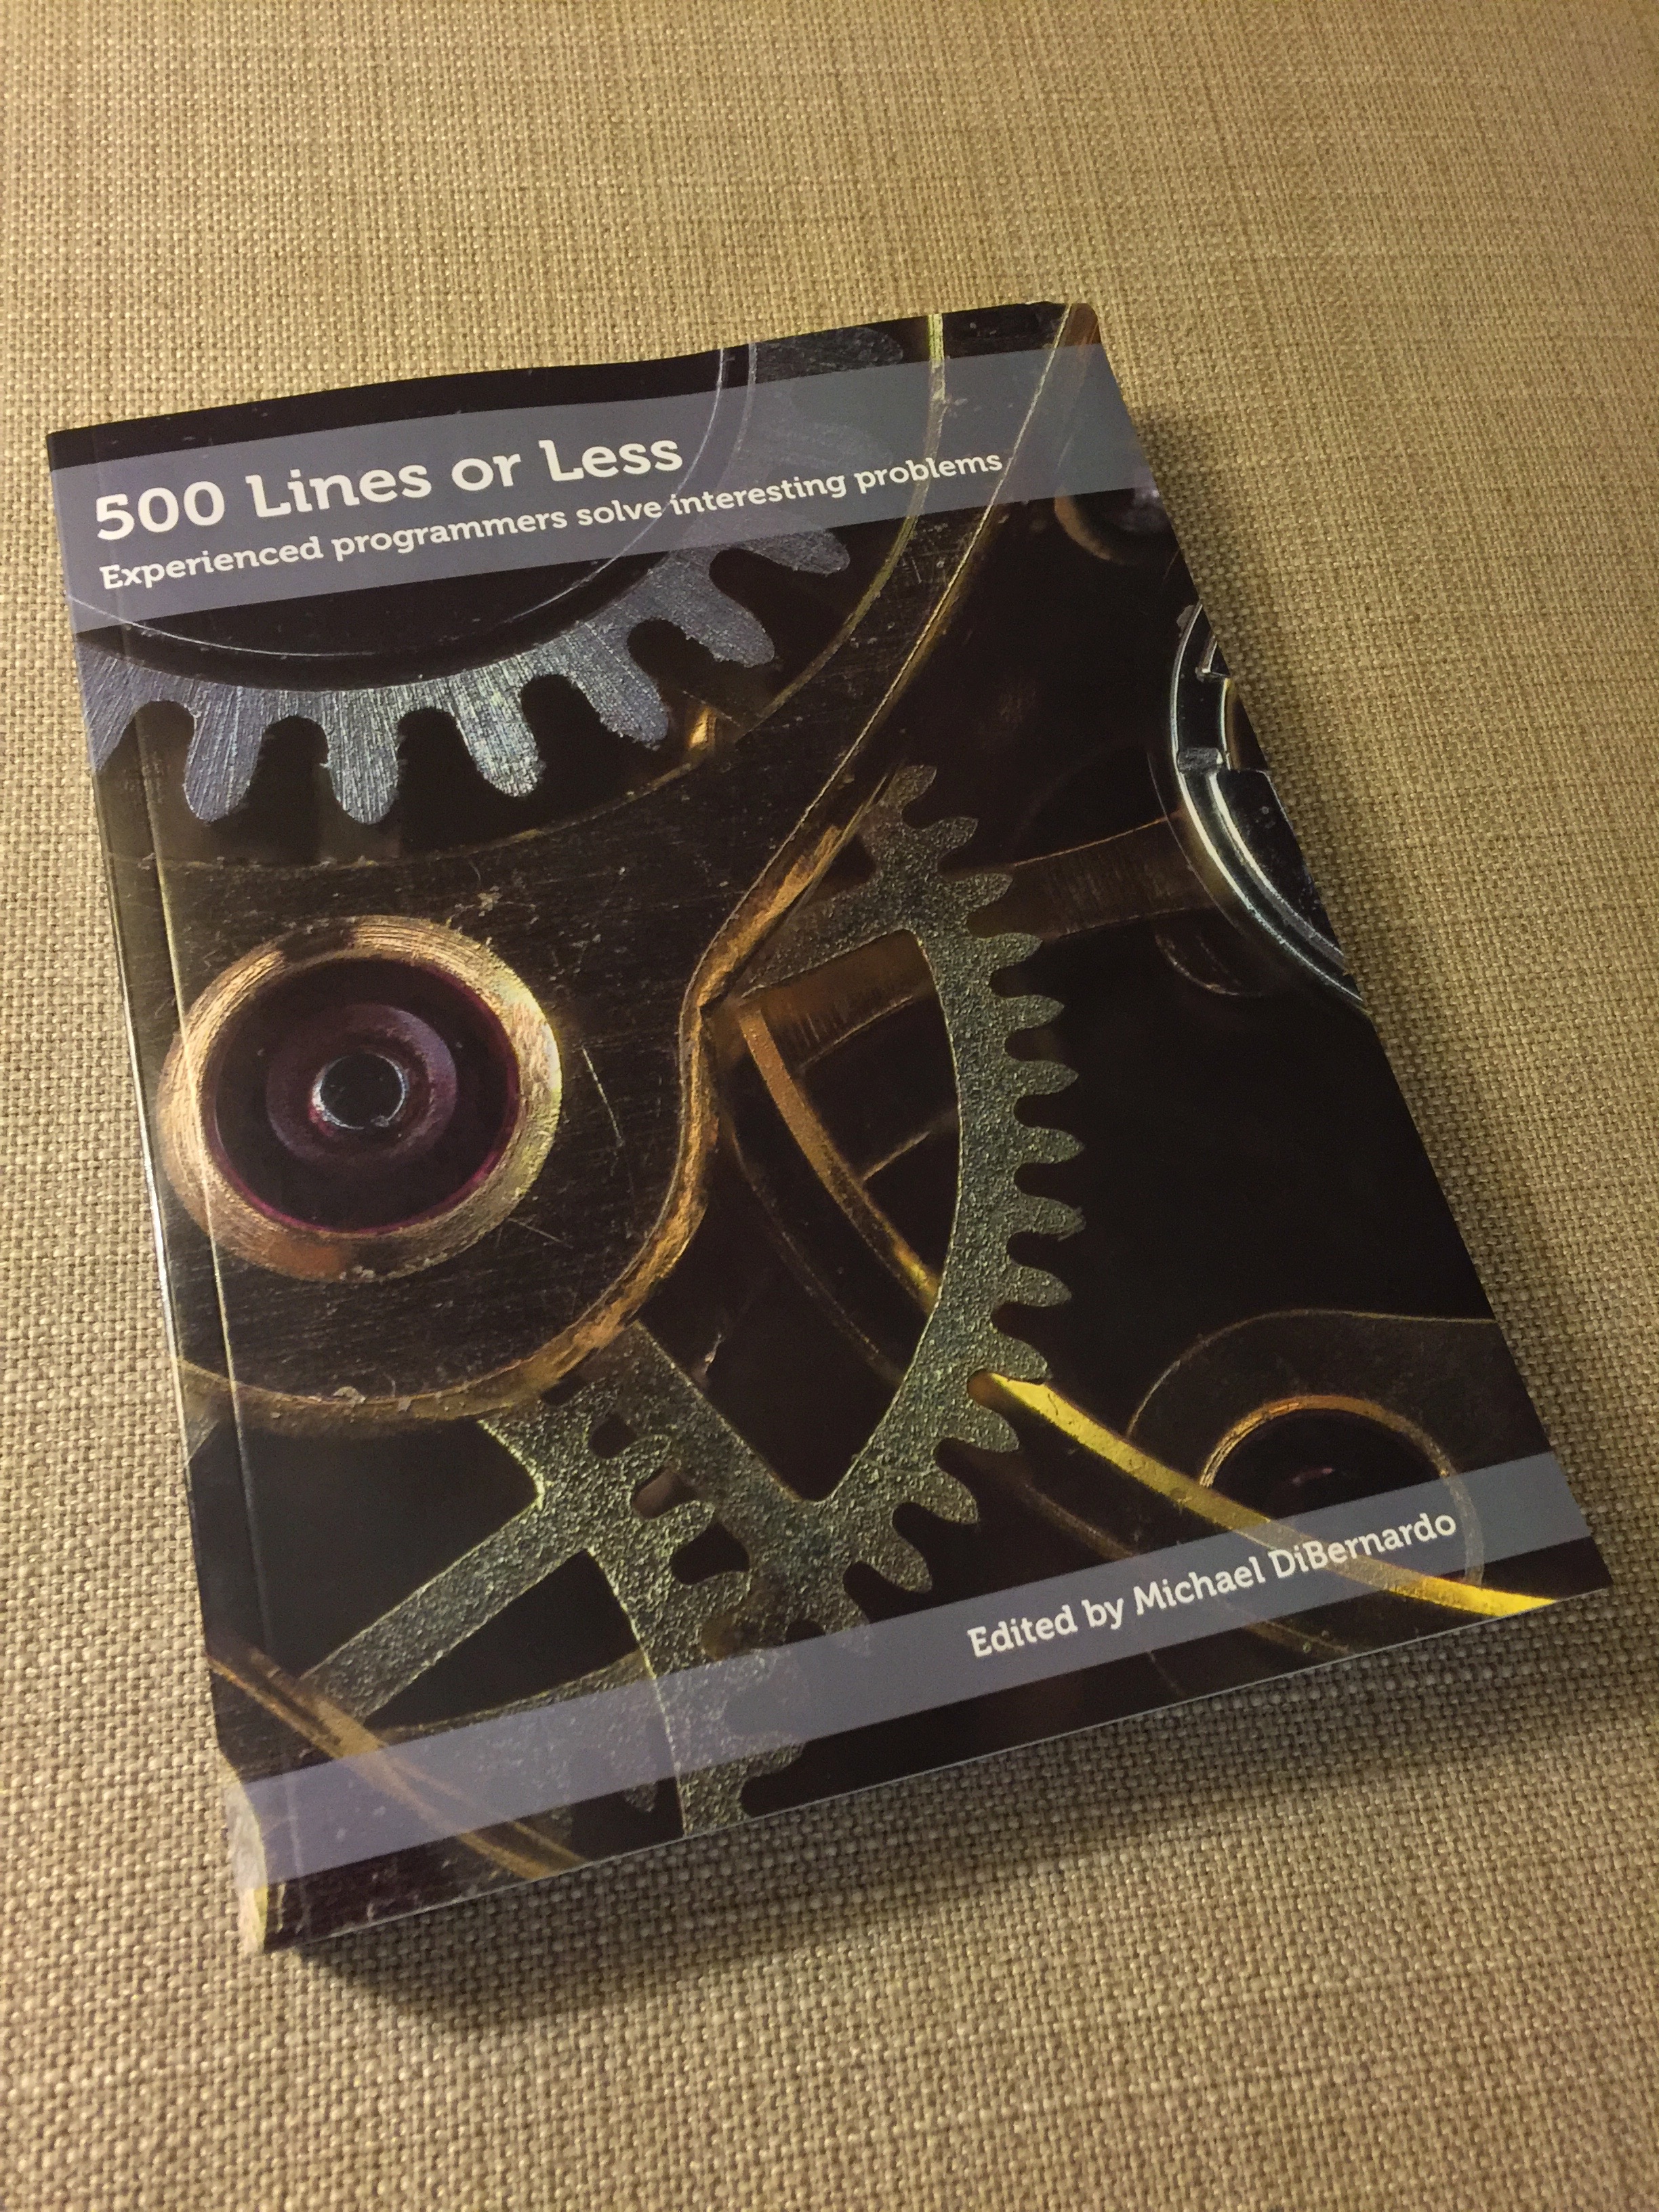 500 Lines or Less
Experienced programmers solve interesting problems
Edited by Michael DiBernardo